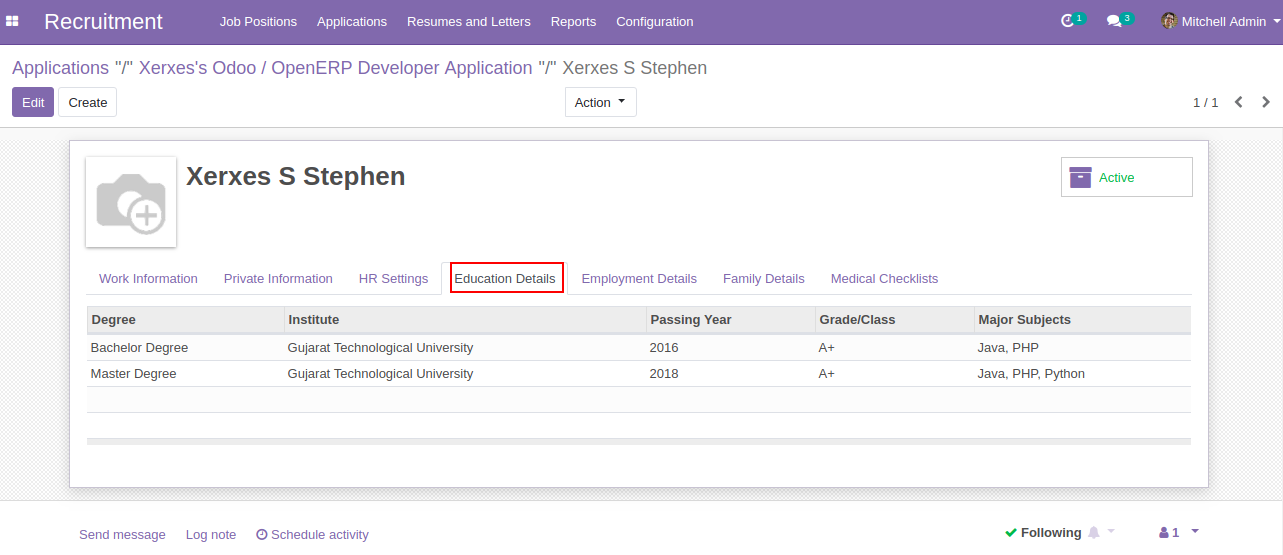 Recruitment Job Positions Applications Resumes and Letters Reports Configuration 1 3 Mitchell Admin
Applications "/" Xerxes's Odoo / OpenERP Developer Application "/" Xerxes S Stephen
Edit Create Action 1 / 1
Xerxes S Stephen
Active
Work Information Private Information HR Settings Education Details Employment Details Family Details Medical Checklists
Degree Institute Passing Year Grade/Class Major Subjects
Bachelor Degree Gujarat Technological University 2016 A+ Java, PHP
Master Degree Gujarat Technological University 2018 A+ Java, PHP, Python
Send message Log note Schedule activity Following 1